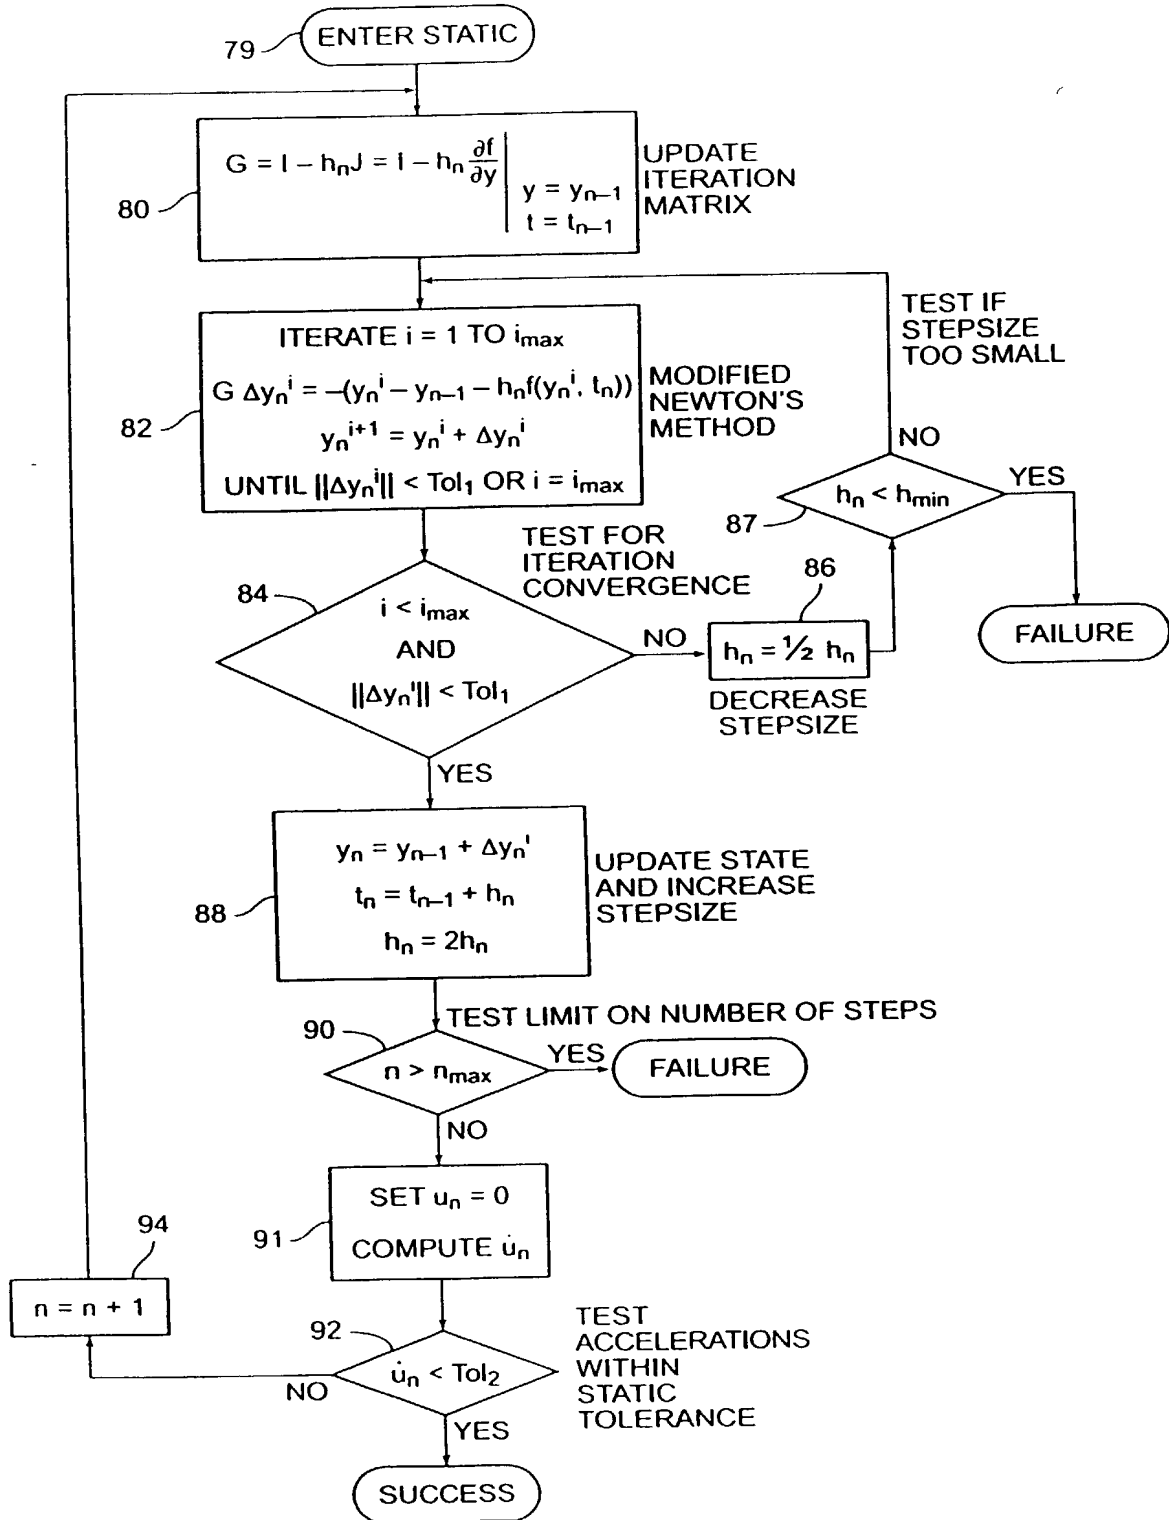 79
ENTER STATIC
80
G = I – hₙJ = I – hₙ ∂f/∂y | y = yₙ₋₁
t = tₙ₋₁
UPDATE
ITERATION
MATRIX
82
ITERATE i = 1 TO iₘₐₓ
G Δyₙⁱ = –(yₙⁱ – yₙ₋₁ – hₙf(yₙⁱ, tₙ))
yₙⁱ⁺¹ = yₙⁱ + Δyₙⁱ
UNTIL ||Δyₙⁱ|| < Tol₁ OR i = iₘₐₓ
MODIFIED
NEWTON'S
METHOD
TEST IF
STEPSIZE
TOO SMALL
NO
87
hₙ < hₘᵢₙ
YES
FAILURE
TEST FOR
ITERATION
CONVERGENCE
84
i < iₘₐₓ
AND
||Δyₙⁱ|| < Tol₁
NO
86
hₙ = ½ hₙ
DECREASE
STEPSIZE
YES
88
yₙ = yₙ₋₁ + Δyₙⁱ
tₙ = tₙ₋₁ + hₙ
hₙ = 2hₙ
UPDATE STATE
AND INCREASE
STEPSIZE
TEST LIMIT ON NUMBER OF STEPS
90
n > nₘₐₓ
YES
FAILURE
NO
91
SET uₙ = 0
COMPUTE u̇ₙ
94
n = n + 1
92
u̇ₙ < Tol₂
NO
TEST
ACCELERATIONS
WITHIN
STATIC
TOLERANCE
YES
SUCCESS